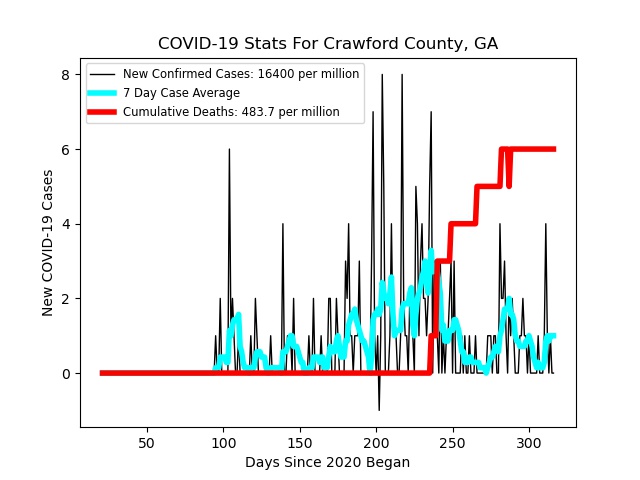 COVID-19 Stats For Crawford County, GA
New Confirmed Cases: 16400 per million
7 Day Case Average
Cumulative Deaths: 483.7 per million
New COVID-19 Cases
8
6
4
2
0
50 100 150 200 250 300
Days Since 2020 Began